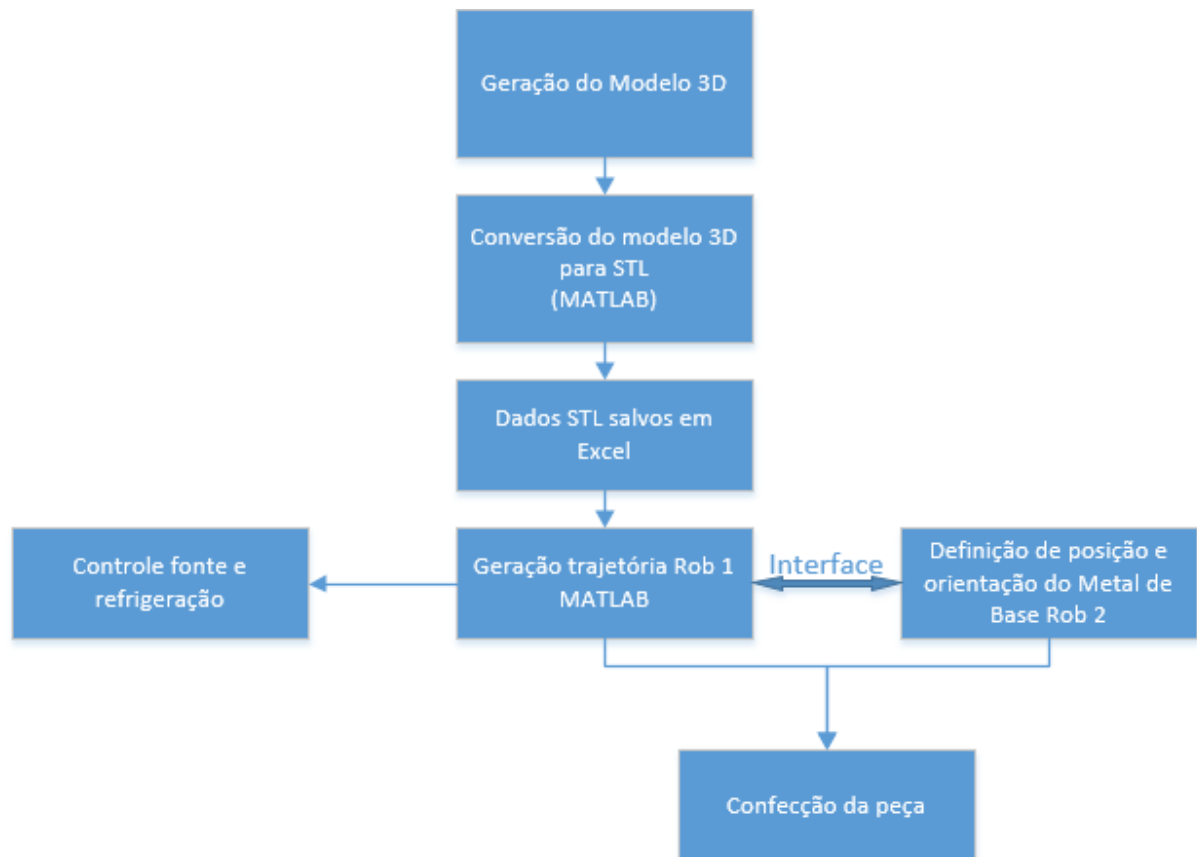 Geração do Modelo 3D
Conversão do modelo 3D
para STL
(MATLAB)
Dados STL salvos em
Excel
Controle fonte e
refrigeração
Geração trajetória Rob 1
MATLAB
Interface
Definição de posição e
orientação do Metal de
Base Rob 2
Confecção da peça